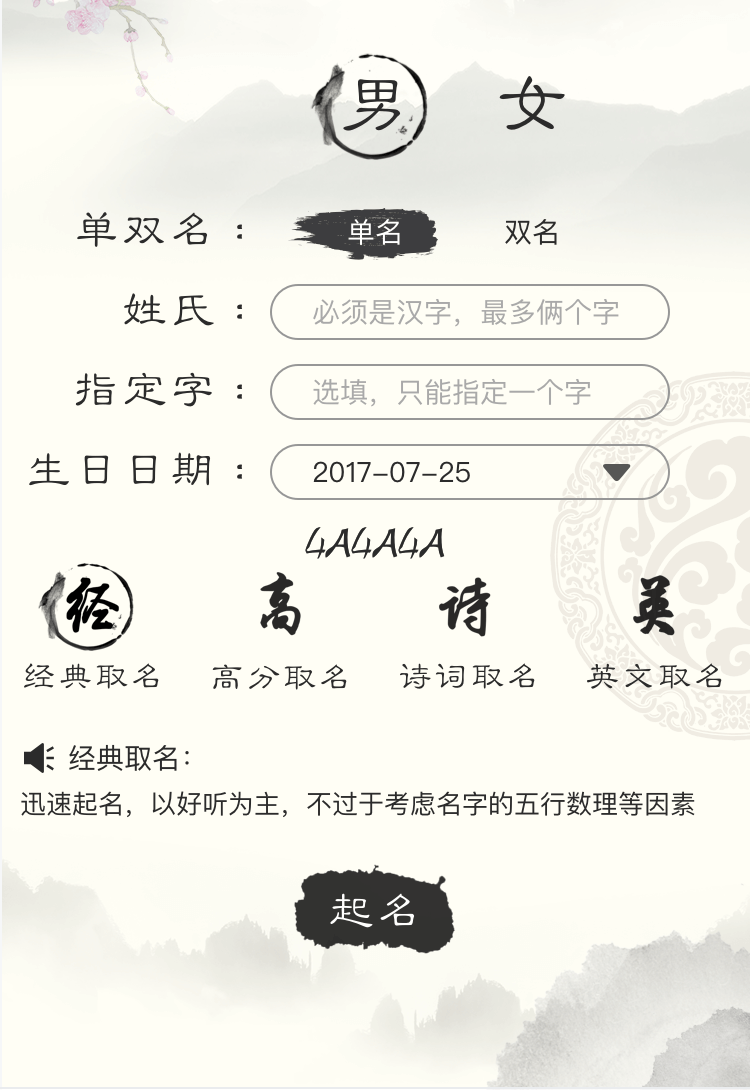 男 女
单双名： 单名 双名
姓氏： 必须是汉字，最多俩个字
指定字： 选填，只能指定一个字
生日日期： 2017-07-25
4A4A4A
经 高 诗 英
经典取名 高分取名 诗词取名 英文取名
经典取名：
迅速起名，以好听为主，不过于考虑名字的五行数理等因素
起名